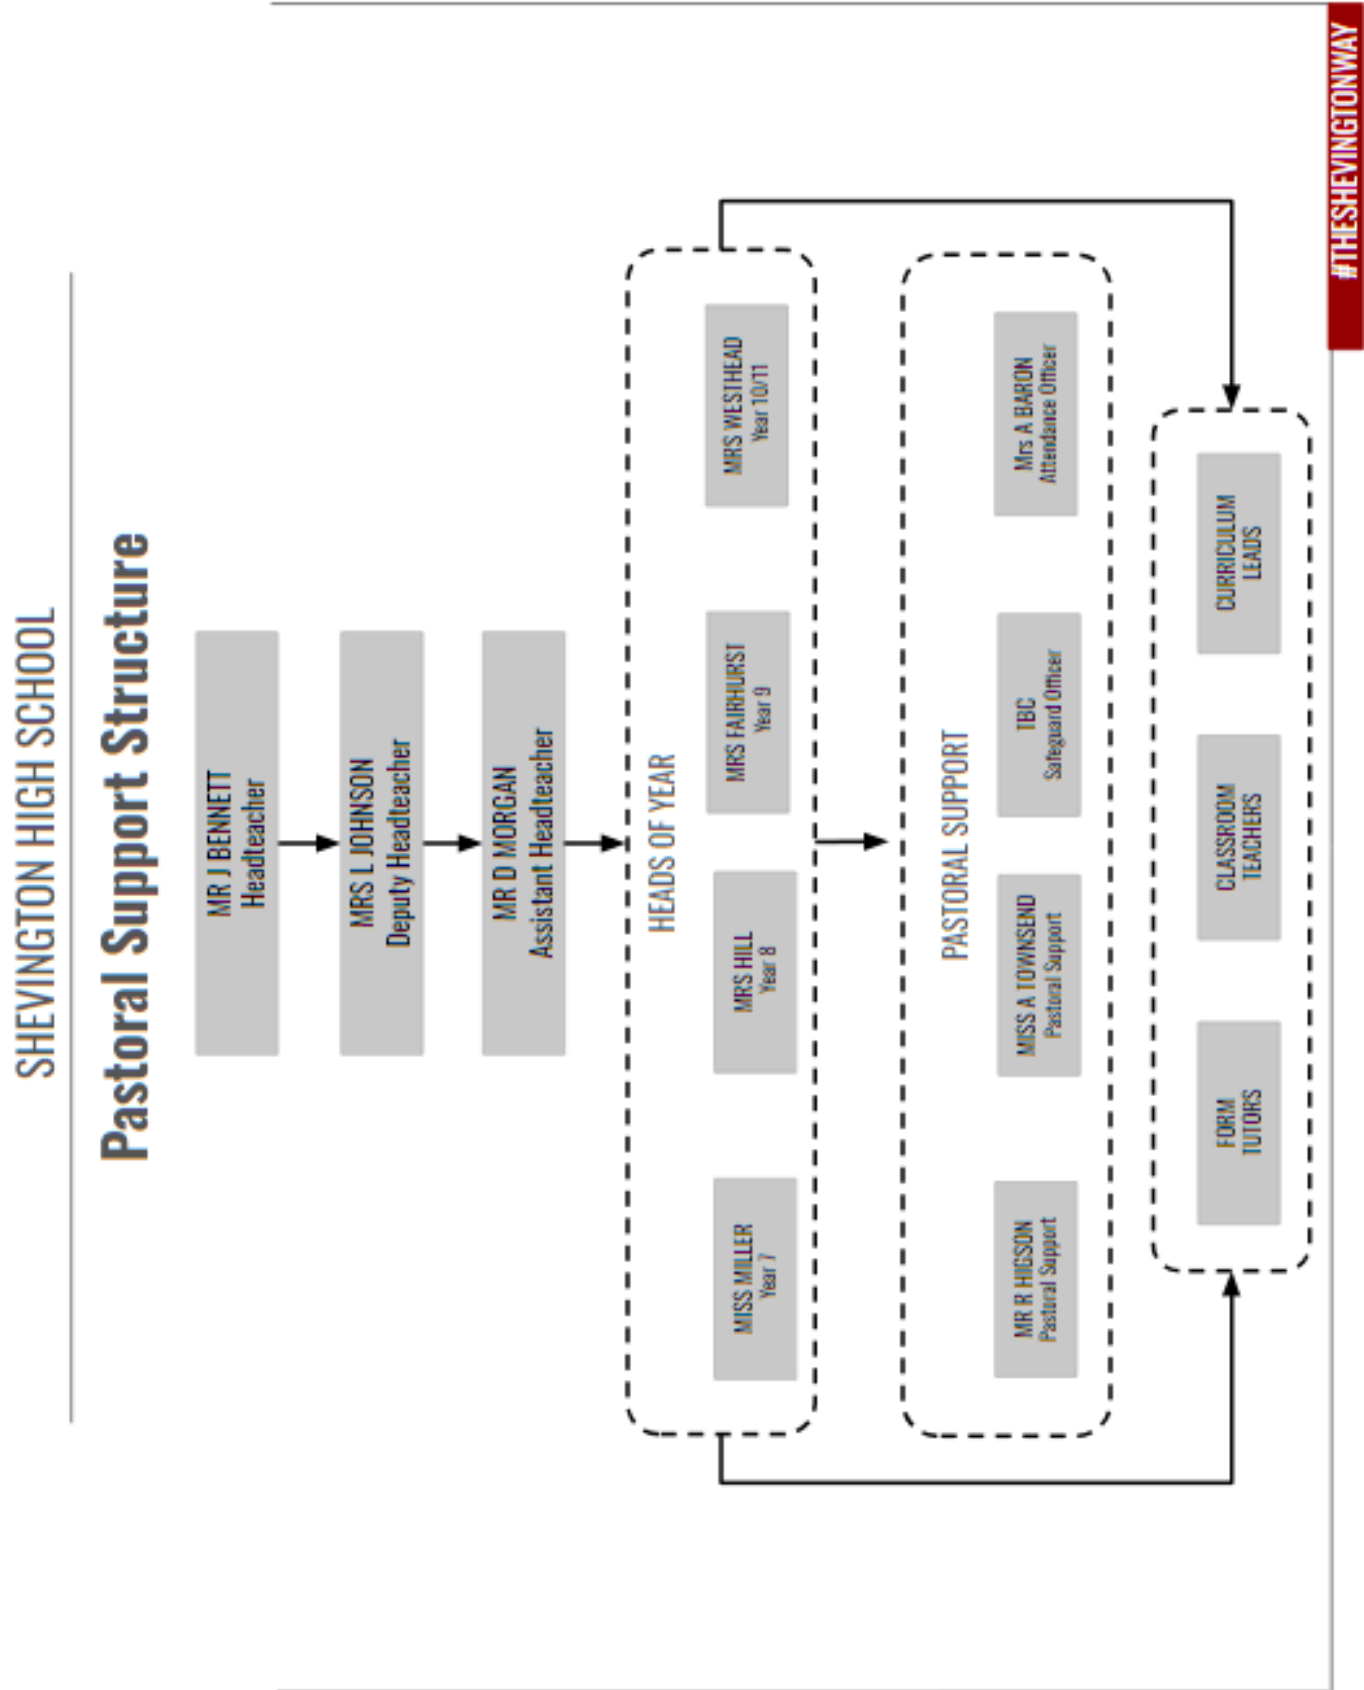 SHEVINGTON HIGH SCHOOL
Pastoral Support Structure
MR J BENNETT
Headteacher
MRS L JOHNSON
Deputy Headteacher
MR D MORGAN
Assistant Headteacher
HEADS OF YEAR
MISS MILLER
Year 7
MRS HILL
Year 8
MRS FAIRHURST
Year 9
MRS WESTHEAD
Year 10/11
PASTORAL SUPPORT
MR R HIGSON
Pastoral Support
MISS A TOWNSEND
Pastoral Support
TBC
Safeguard Officer
Mrs A BARON
Attendance Officer
FORM
TUTORS
CLASSROOM
TEACHERS
CURRICULUM
LEADS
#THESHEVINGTONWAY